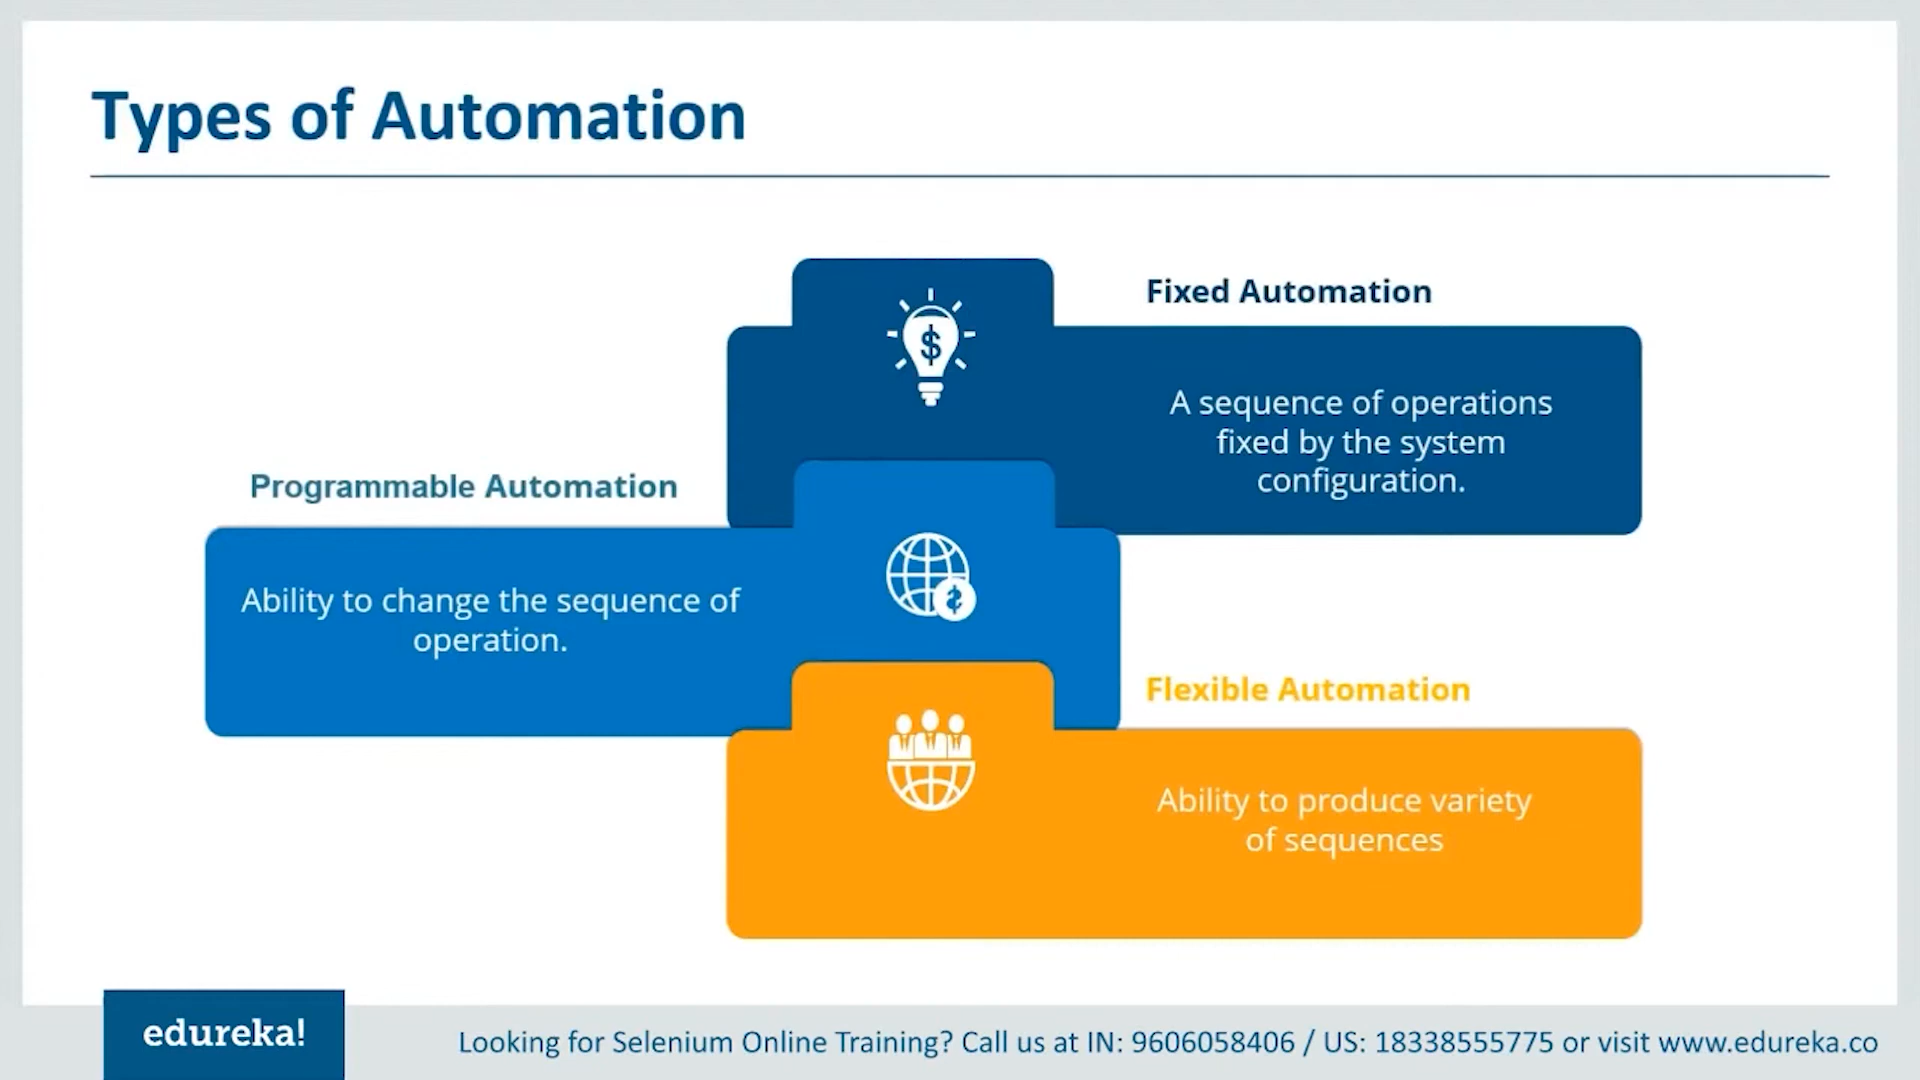 Types of Automation
Fixed Automation
$
A sequence of operations
fixed by the system
configuration.
Programmable Automation
Ability to change the sequence of
operation.
$
Flexible Automation
Ability to produce variety
of sequences
edureka!
Looking for Selenium Online Training? Call us at IN: 9606058406 / US: 18338555775 or visit www.edureka.co